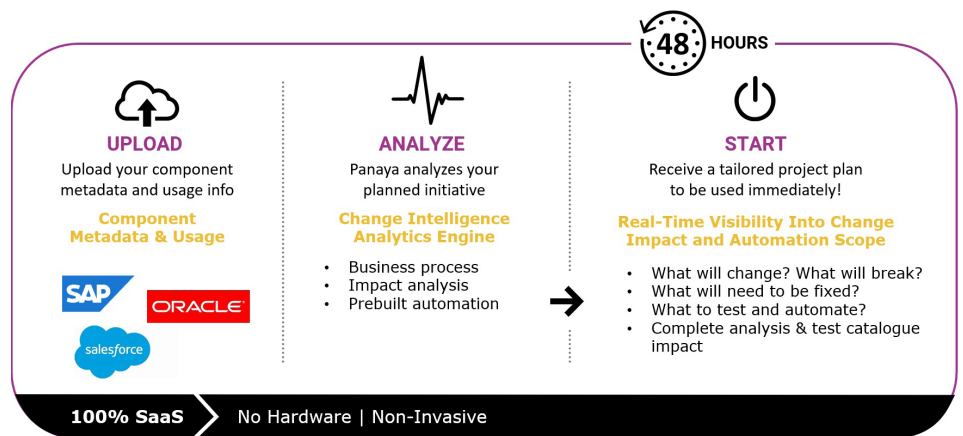 48 HOURS
UPLOAD
Upload your component
metadata and usage info
Component
Metadata & Usage
SAP
ORACLE
salesforce
ANALYZE
Panaya analyzes your
planned initiative
Change Intelligence
Analytics Engine
• Business process
• Impact analysis
• Prebuilt automation
START
Receive a tailored project plan
to be used immediately!
Real-Time Visibility Into Change
Impact and Automation Scope
• What will change? What will break?
• What will need to be fixed?
• What to test and automate?
• Complete analysis & test catalogue
impact
100% SaaS
No Hardware | Non-Invasive